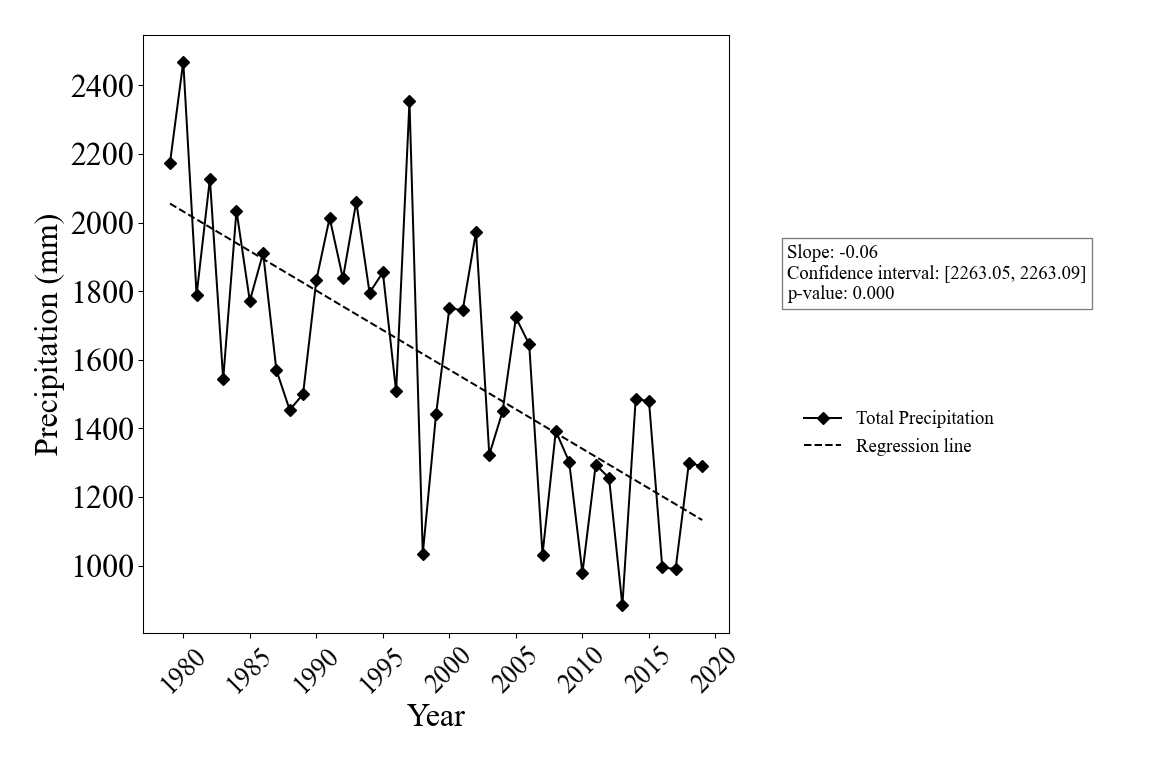 2400
2200
2000
1800
1600
1400
1200
1000
Precipitation (mm)
1980
1985
1990
1995
2000
2005
2010
2015
2020
Year
Slope: -0.06
Confidence interval: [2263.05, 2263.09]
p-value: 0.000
Total Precipitation
Regression line